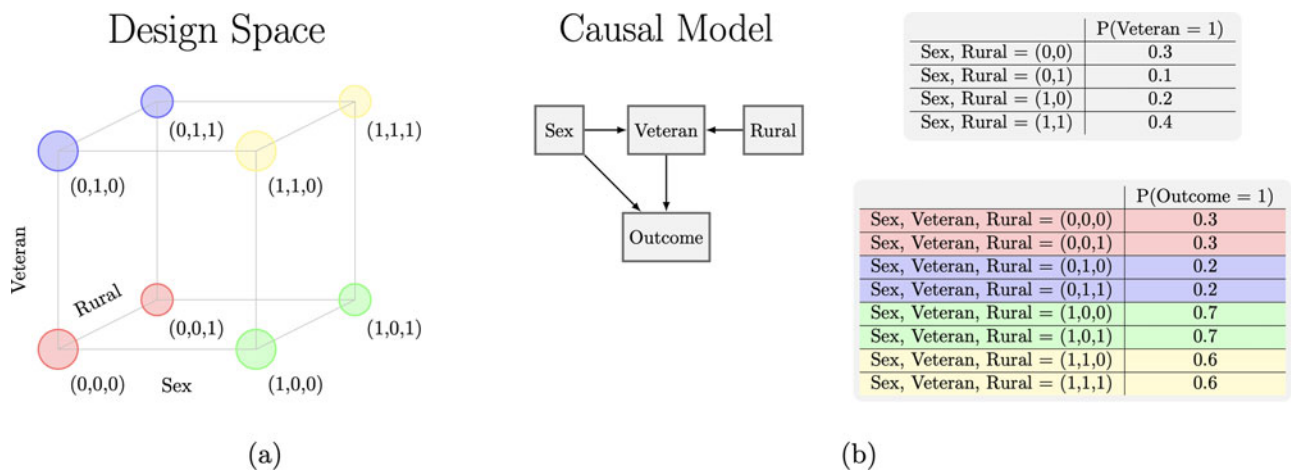 Design Space
Veteran
Rural
Sex
(0,1,1)
(1,1,1)
(0,1,0)
(1,1,0)
(0,0,1)
(1,0,1)
(0,0,0)
(1,0,0)
(a)
Causal Model
Sex
Veteran
Rural
Outcome
P(Veteran = 1)
Sex, Rural = (0,0) 0.3
Sex, Rural = (0,1) 0.1
Sex, Rural = (1,0) 0.2
Sex, Rural = (1,1) 0.4
P(Outcome = 1)
Sex, Veteran, Rural = (0,0,0) 0.3
Sex, Veteran, Rural = (0,0,1) 0.3
Sex, Veteran, Rural = (0,1,0) 0.2
Sex, Veteran, Rural = (0,1,1) 0.2
Sex, Veteran, Rural = (1,0,0) 0.7
Sex, Veteran, Rural = (1,0,1) 0.7
Sex, Veteran, Rural = (1,1,0) 0.6
Sex, Veteran, Rural = (1,1,1) 0.6
(b)